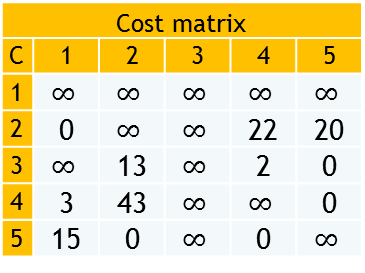 Cost matrix
C 1 2 3 4 5
1 ∞ ∞ ∞ ∞ ∞
2 0 ∞ ∞ 22 20
3 ∞ 13 ∞ 2 0
4 3 43 ∞ ∞ 0
5 15 0 ∞ 0 ∞